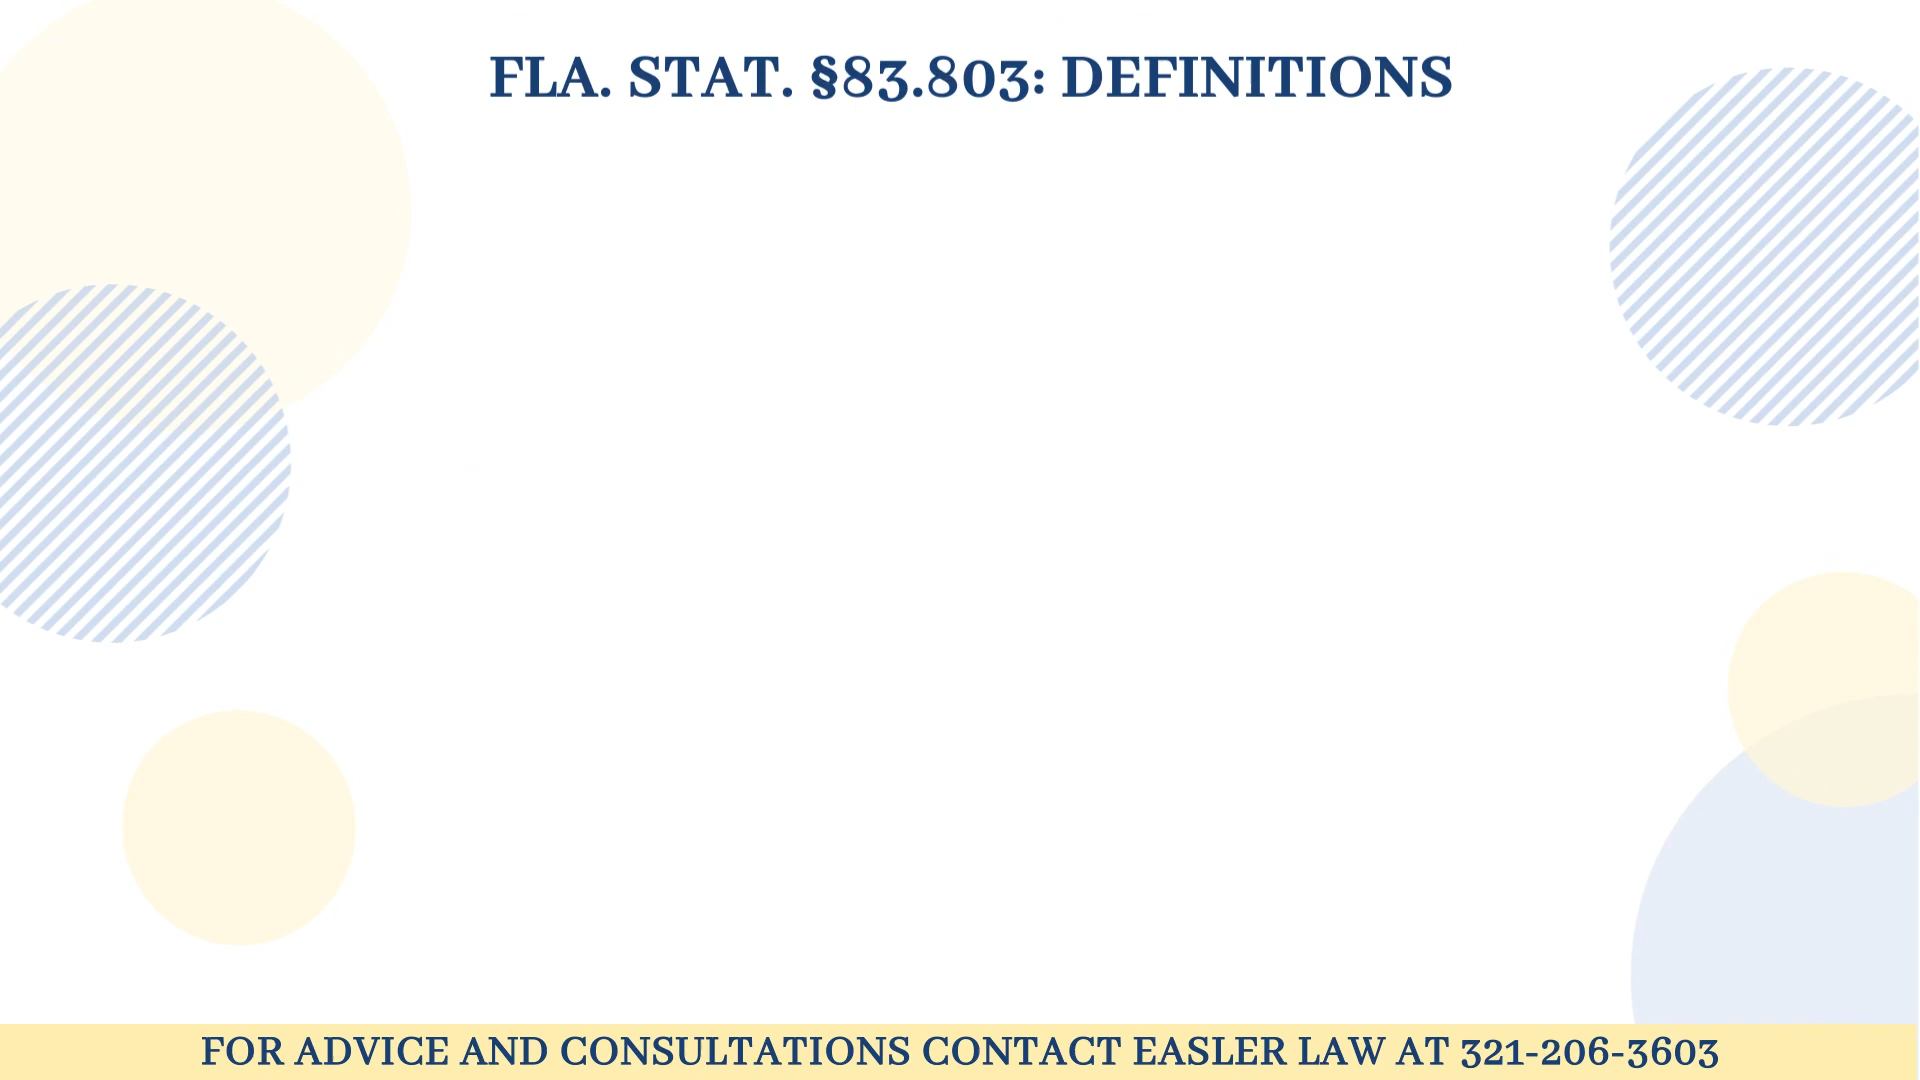 FLA. STAT. §83.803: DEFINITIONS
FOR ADVICE AND CONSULTATIONS CONTACT EASLER LAW AT 321-206-3603